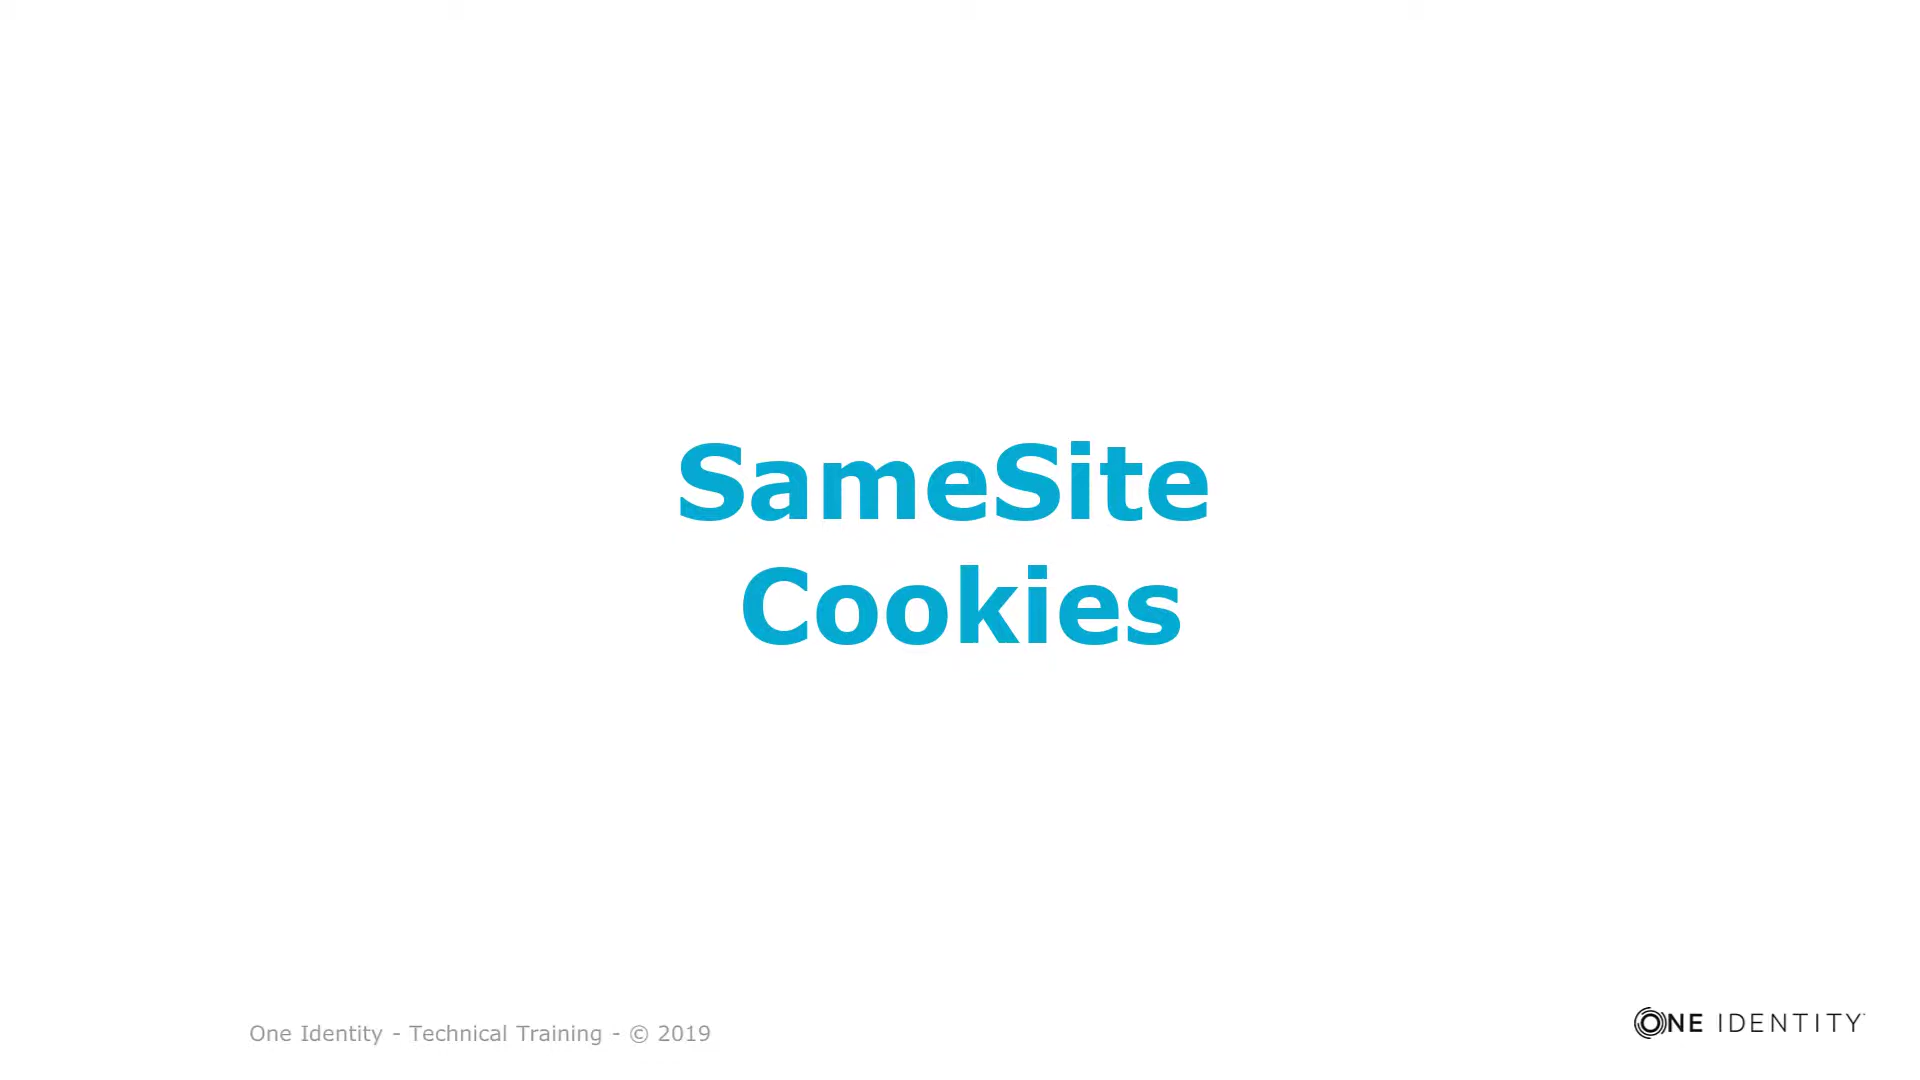 SameSite
Cookies
One Identity - Technical Training - © 2019
ONE IDENTITY